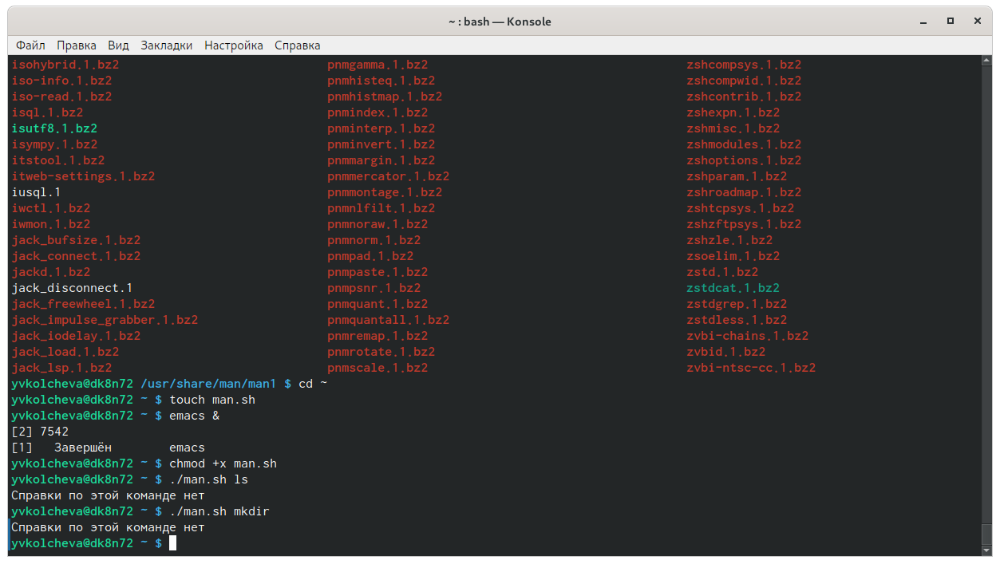 ~ : bash — Konsole
Файл Правка Вид Закладки Настройка Справка
isohybrid.1.bz2 pnmgamma.1.bz2 zshcompsys.1.bz2
iso-info.1.bz2 pnmhisteq.1.bz2 zshcompwid.1.bz2
iso-read.1.bz2 pnmhistmap.1.bz2 zshcontrib.1.bz2
isql.1.bz2 pnmindex.1.bz2 zshexpn.1.bz2
isutf8.1.bz2 pnminterp.1.bz2 zshmisc.1.bz2
isympy.1.bz2 pnminvert.1.bz2 zshmodules.1.bz2
itstool.1.bz2 pnmmargin.1.bz2 zshoptions.1.bz2
itweb-settings.1.bz2 pnmmercator.1.bz2 zshparam.1.bz2
iusql.1 pnmmontage.1.bz2 zshroadmap.1.bz2
iwctl.1.bz2 pnmnlfilt.1.bz2 zshtcpsys.1.bz2
iwmon.1.bz2 pnmnoraw.1.bz2 zshzftpsys.1.bz2
jack_bufsize.1.bz2 pnmnorm.1.bz2 zshzle.1.bz2
jack_connect.1.bz2 pnmpad.1.bz2 zsoelim.1.bz2
jackd.1.bz2 pnmpaste.1.bz2 zstd.1.bz2
jack_disconnect.1 pnmpsnr.1.bz2 zstdcat.1.bz2
jack_freewheel.1.bz2 pnmquant.1.bz2 zstdgrep.1.bz2
jack_impulse_grabber.1.bz2 pnmquantall.1.bz2 zstdless.1.bz2
jack_iodelay.1.bz2 pnmremap.1.bz2 zvbi-chains.1.bz2
jack_load.1.bz2 pnmrotate.1.bz2 zvbid.1.bz2
jack_lsp.1.bz2 pnmscale.1.bz2 zvbi-ntsc-cc.1.bz2
yvkolcheva@dk8n72 /usr/share/man/man1 $ cd ~
yvkolcheva@dk8n72 ~ $ touch man.sh
yvkolcheva@dk8n72 ~ $ emacs &
[2] 7542
[1] Завершён emacs
yvkolcheva@dk8n72 ~ $ chmod +x man.sh
yvkolcheva@dk8n72 ~ $ ./man.sh ls
Справки по этой команде нет
yvkolcheva@dk8n72 ~ $ ./man.sh mkdir
Справки по этой команде нет
yvkolcheva@dk8n72 ~ $